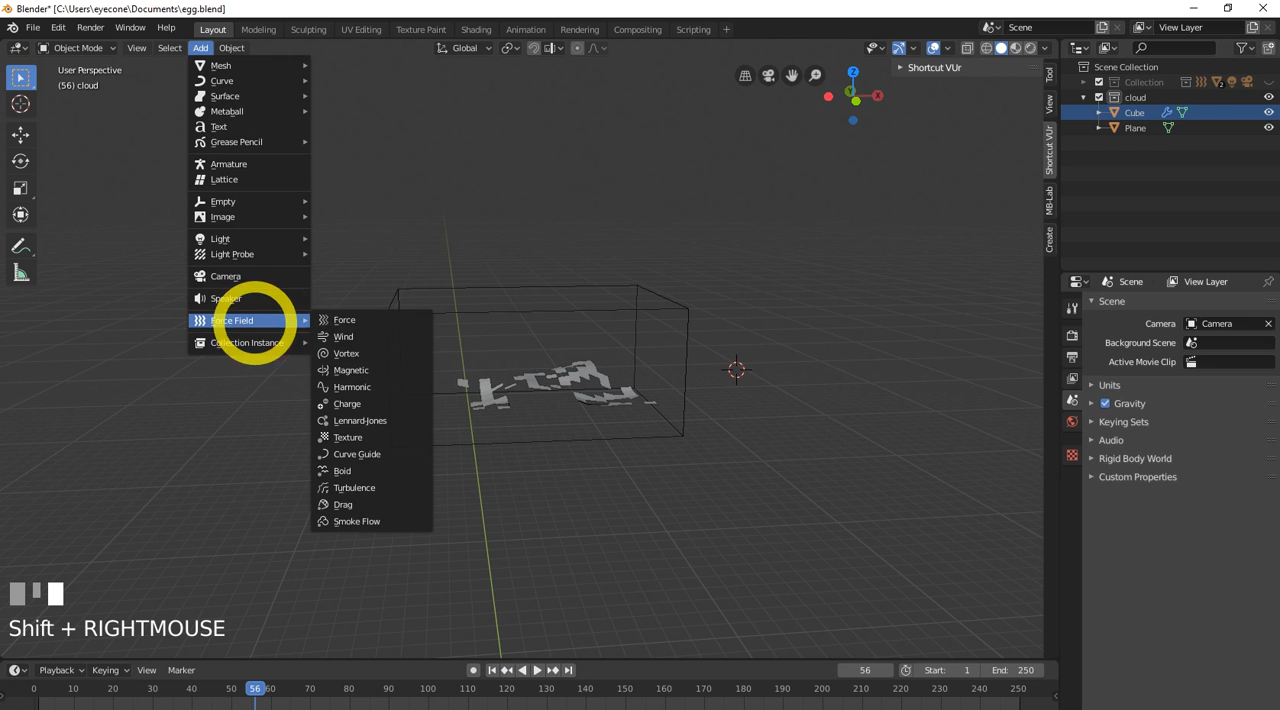 Blender* [C:\Users\eyecone\Documents\egg.blend]
File Edit Render Window Help Layout Modeling Sculpting UV Editing Texture Paint Shading Animation Rendering Compositing Scripting + Scene View Layer
Object Mode View Select Add Object Global
User Perspective
(56) cloud
Mesh
Curve
Surface
Metaball
Text
Grease Pencil
Armature
Lattice
Empty
Image
Light
Light Probe
Camera
Speaker
Force Field
Collection Instance
Force
Wind
Vortex
Magnetic
Harmonic
Charge
Lennard-Jones
Texture
Curve Guide
Boid
Turbulence
Drag
Smoke Flow
Shortcut VUr
Z
Y
X
Tool
View
Shortcut VUr
MB-Lab
Create
Scene Collection
Collection 2
cloud
Cube
Plane
Scene View Layer
Scene
Camera Camera
Background Scene
Active Movie Clip
Units
Gravity
Keying Sets
Audio
Rigid Body World
Custom Properties
Shift + RIGHTMOUSE
Playback Keying View Marker 56 Start: 1 End: 250
0 10 20 30 40 50 56 60 70 80 90 100 110 120 130 140 150 160 170 180 190 200 210 220 230 240 250